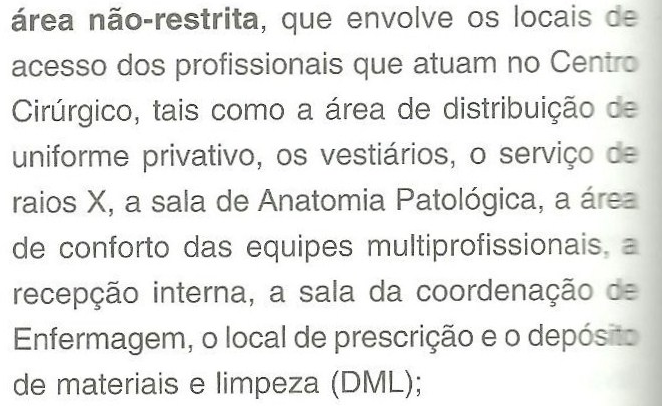 área não-restrita, que envolve os locais de
acesso dos profissionais que atuam no Centro
Cirúrgico, tais como a área de distribuição de
uniforme privativo, os vestiários, o serviço de
raios X, a sala de Anatomia Patológica, a área
de conforto das equipes multiprofissionais, a
recepção interna, a sala da coordenação de
Enfermagem, o local de prescrição e o depósito
de materiais e limpeza (DML);